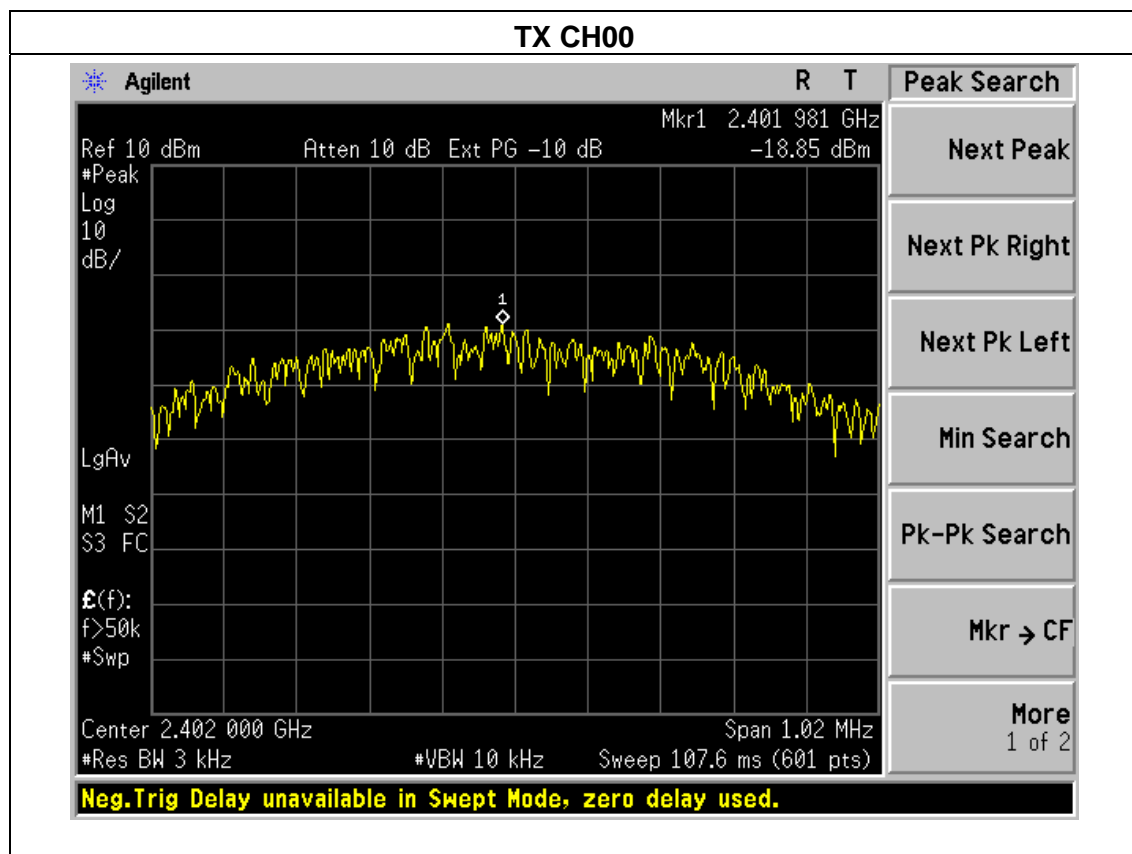 TX CH00
Agilent R T Peak Search
Mkr1 2.401 981 GHz
Ref 10 dBm Atten 10 dB Ext PG -10 dB -18.85 dBm
#Peak
Log
10
dB/
1
LgAv
M1 S2
S3 FC
£(f):
f>50k
#Swp
Center 2.402 000 GHz Span 1.02 MHz
#Res BW 3 kHz #VBW 10 kHz Sweep 107.6 ms (601 pts)
Neg.Trig Delay unavailable in Swept Mode, zero delay used.
Next Peak
Next Pk Right
Next Pk Left
Min Search
Pk-Pk Search
Mkr → CF
More
1 of 2